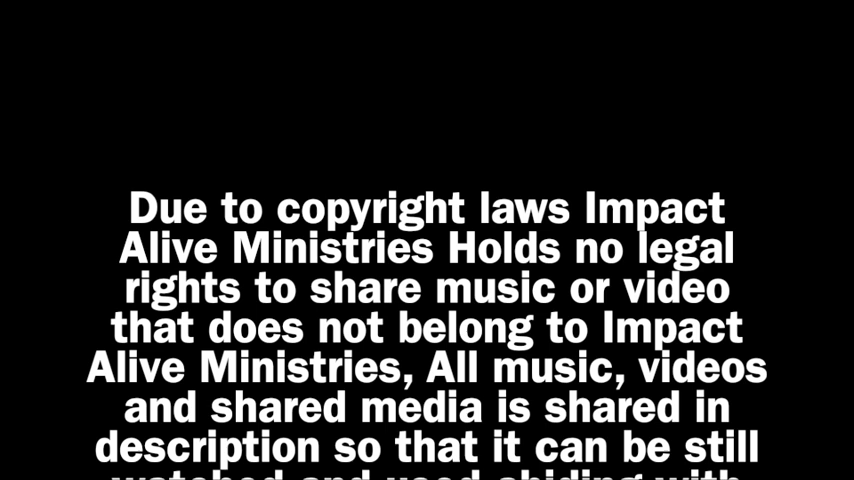 Due to copyright laws Impact
Alive Ministries Holds no legal
rights to share music or video
that does not belong to Impact
Alive Ministries, All music, videos
and shared media is shared in
description so that it can be still
watched and used abiding with